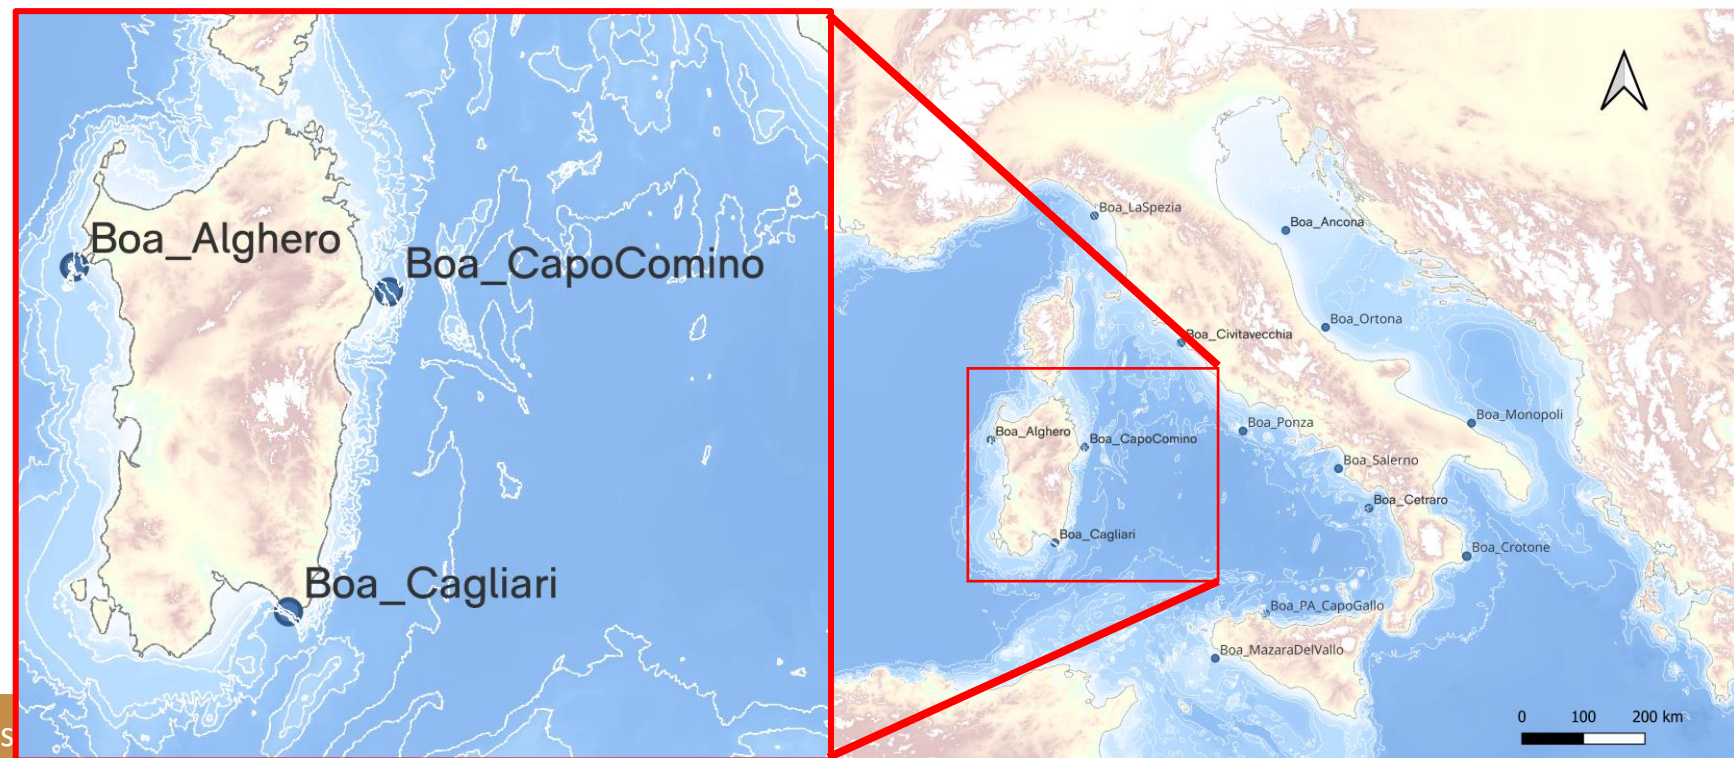 Boa_Alghero
Boa_CapoComino
Boa_Cagliari
Boa_LaSpezia
Boa_Ancona
Boa_Ortona
Boa_Civitavecchia
Boa_Monopoli
Boa_Ponza
Boa_Alghero
Boa_CapoComino
Boa_Salerno
Boa_Cetraro
Boa_Cagliari
Boa_Crotone
Boa_PA_CapoGallo
Boa_MazaraDelVallo
0 100 200 km
s